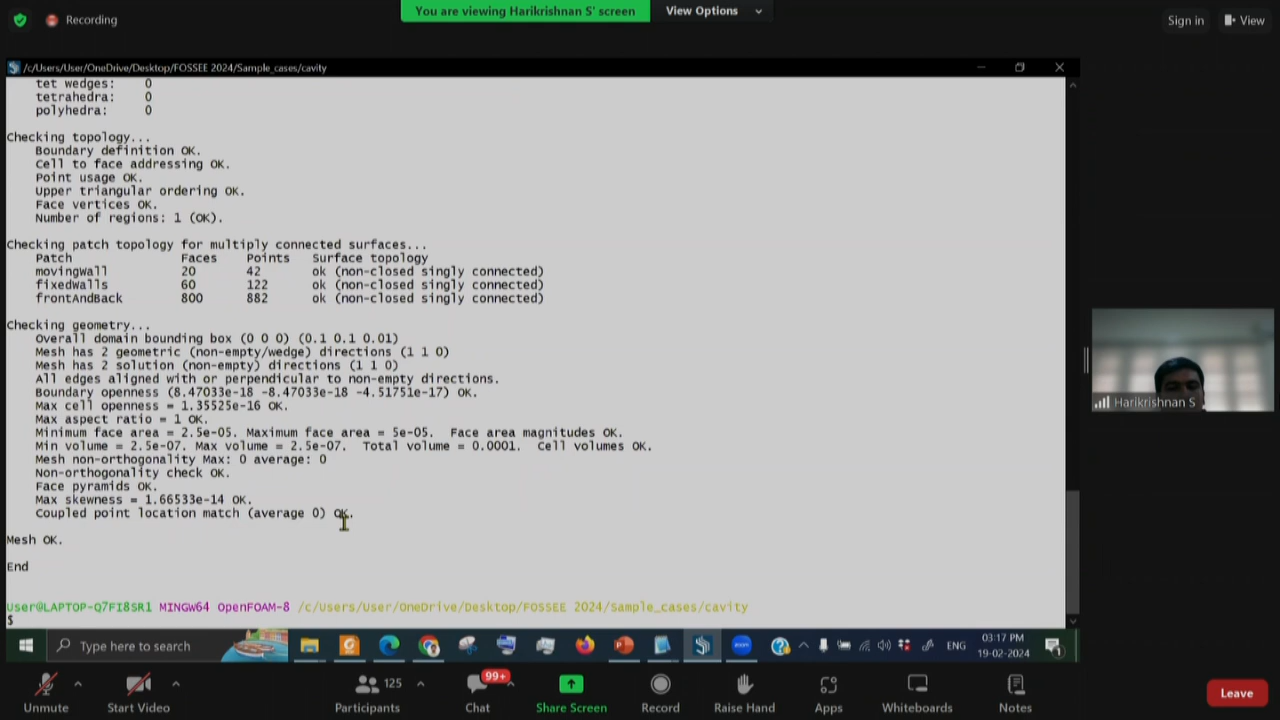 Recording
You are viewing Harikrishnan S' screen
View Options
Sign in
View
/c/Users/User/OneDrive/Desktop/FOSSEE 2024/Sample_cases/cavity
tet wedges: 0
tetrahedra: 0
polyhedra: 0
Checking topology...
Boundary definition OK.
Cell to face addressing OK.
Point usage OK.
Upper triangular ordering OK.
Face vertices OK.
Number of regions: 1 (OK).
Checking patch topology for multiply connected surfaces...
Patch Faces Points Surface topology
movingWall 20 42 ok (non-closed singly connected)
fixedWalls 60 122 ok (non-closed singly connected)
frontAndBack 800 882 ok (non-closed singly connected)
Checking geometry...
Overall domain bounding box (0 0 0) (0.1 0.1 0.01)
Mesh has 2 geometric (non-empty/wedge) directions (1 1 0)
Mesh has 2 solution (non-empty) directions (1 1 0)
All edges aligned with or perpendicular to non-empty directions.
Boundary openness (8.47033e-18 -8.47033e-18 -4.51751e-17) OK.
Max cell openness = 1.35525e-16 OK.
Max aspect ratio = 1 OK.
Minimum face area = 2.5e-05. Maximum face area = 5e-05. Face area magnitudes OK.
Min volume = 2.5e-07. Max volume = 2.5e-07. Total volume = 0.0001. Cell volumes OK.
Mesh non-orthogonality Max: 0 average: 0
Non-orthogonality check OK.
Face pyramids OK.
Max skewness = 1.66533e-14 OK.
Coupled point location match (average 0) OK.
Mesh OK.
End
User@LAPTOP-Q7FI8SR1 MINGW64 OpenFOAM-8 /c/Users/User/OneDrive/Desktop/FOSSEE 2024/Sample_cases/cavity
$
Harikrishnan S
Type here to search
ENG
03:17 PM
19-02-2024
1
Unmute
Start Video
125
Participants
99+
Chat
Share Screen
Record
Raise Hand
Apps
Whiteboards
Notes
Leave